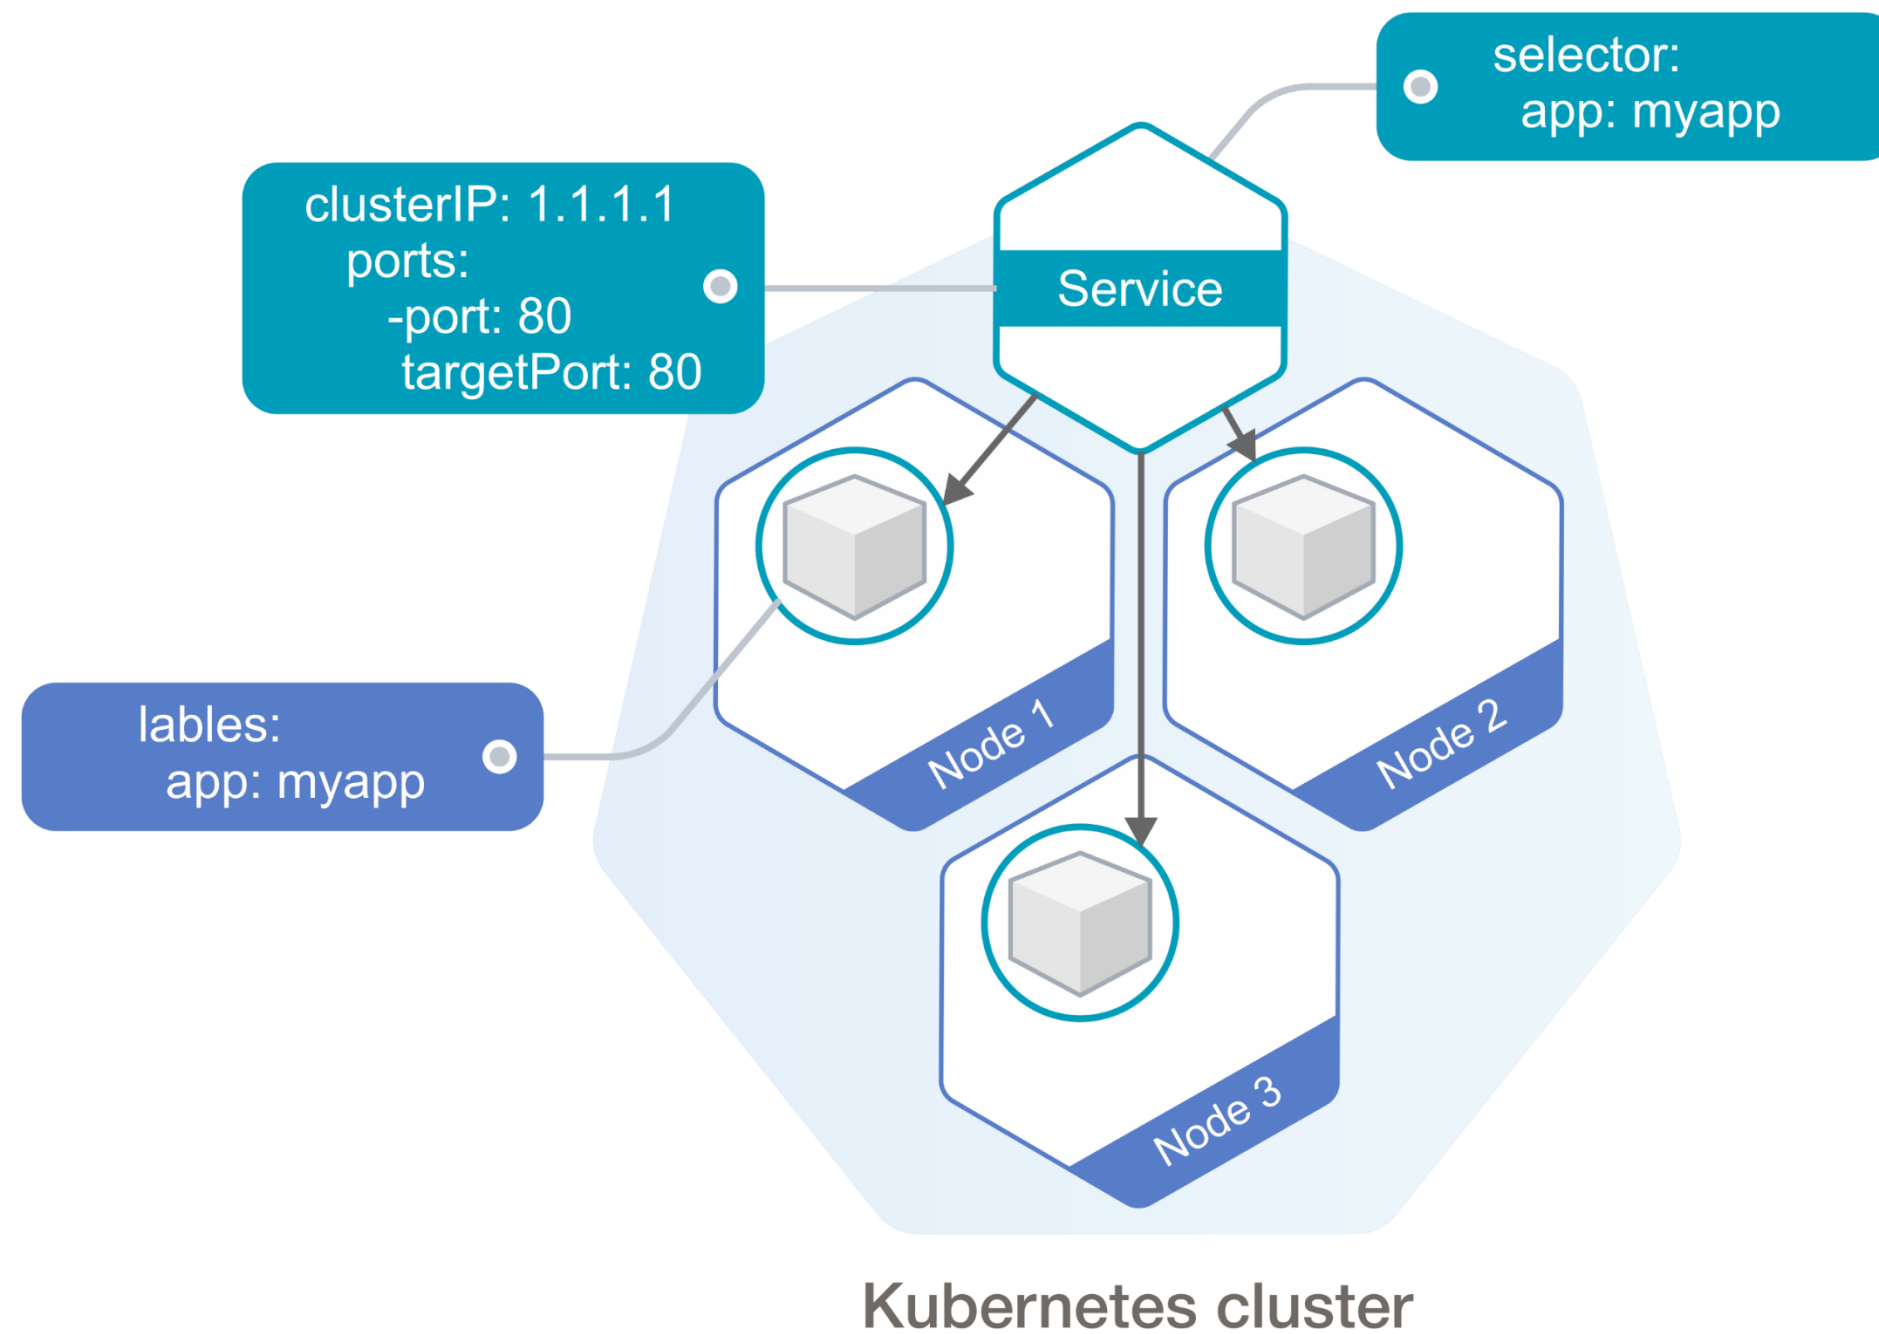 selector:
app: myapp
clusterIP: 1.1.1.1
ports:
-port: 80
targetPort: 80
Service
lables:
app: myapp
Node 1
Node 2
Node 3
Kubernetes cluster